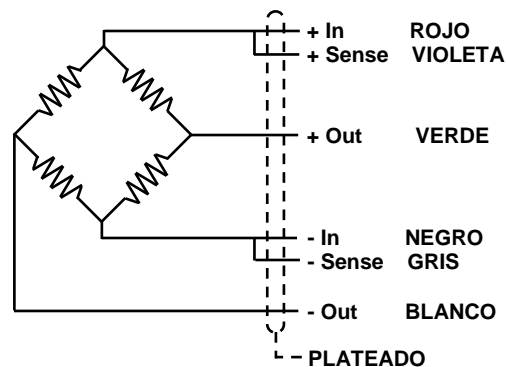 + In ROJO
+ Sense VIOLETA
+ Out VERDE
- In NEGRO
- Sense GRIS
- Out BLANCO
PLATEADO